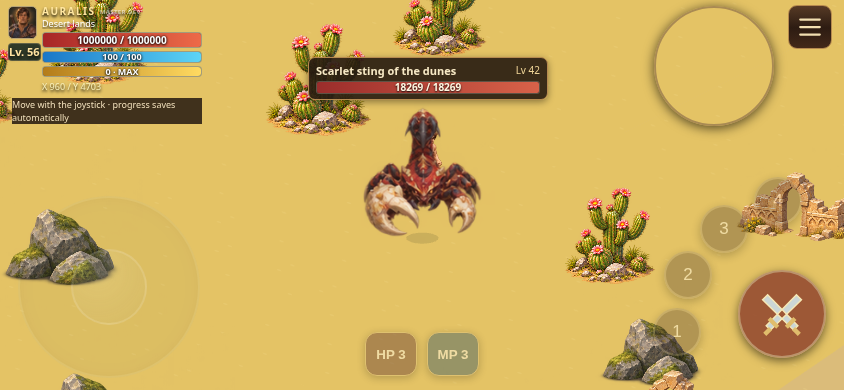 AURALIS
Desert lands
Lv. 56
1000000 / 1000000
100 / 100
0 · MAX
X 960 / Y 4703
Move with the joystick · progress saves
automatically
Scarlet sting of the dunes
Lv 42
18269 / 18269
3
2
1
HP 3
MP 3